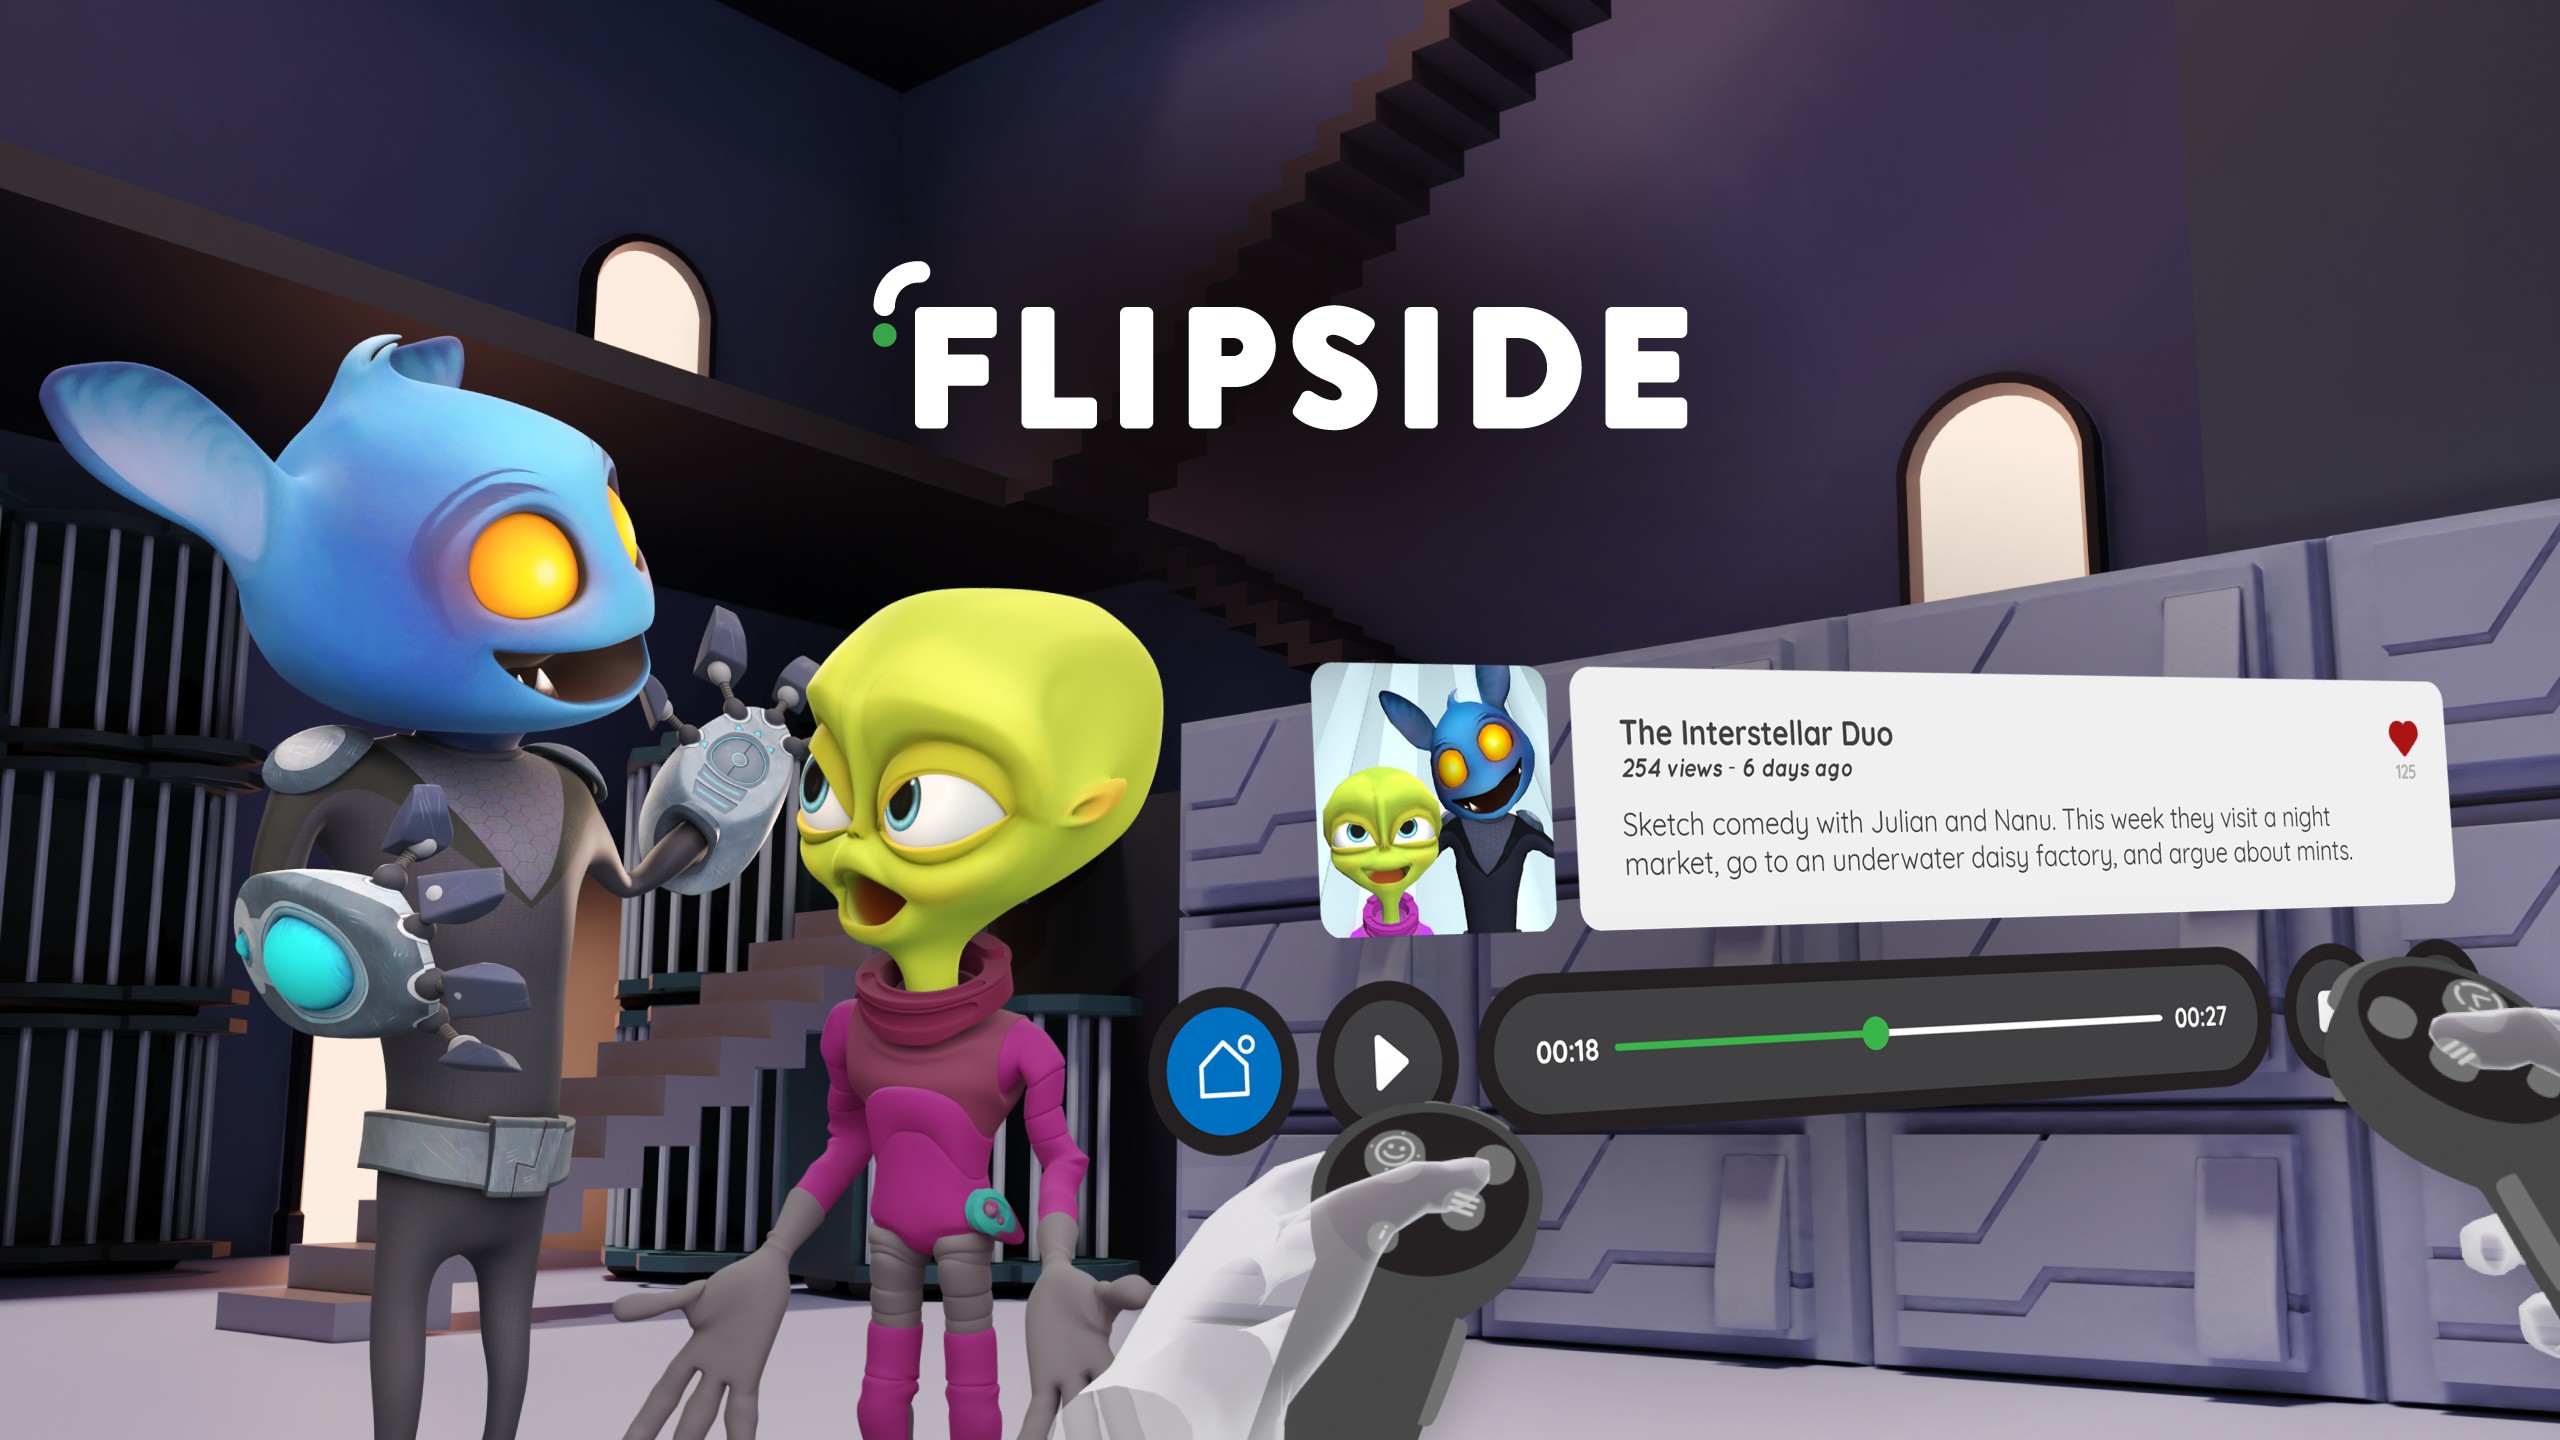 FLIPSIDE
The Interstellar Duo
254 views - 6 days ago
125
Sketch comedy with Julian and Nanu. This week they visit a night
market, go to an underwater daisy factory, and argue about mints.
00:18
00:27